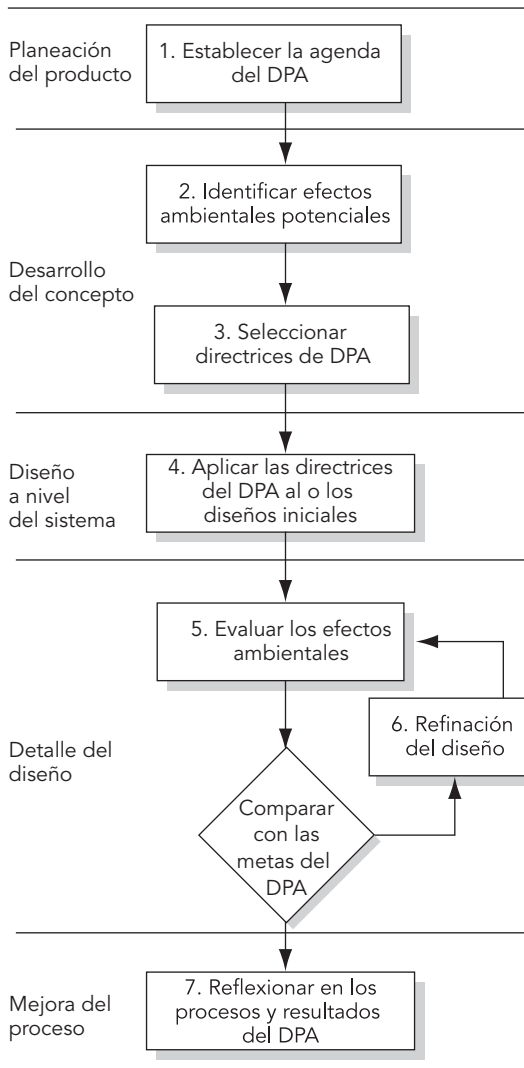 Planeación
del producto
1. Establecer la agenda
del DPA
2. Identificar efectos
ambientales potenciales
Desarrollo
del concepto
3. Seleccionar
directrices de DPA
Diseño
a nivel
del sistema
4. Aplicar las directrices
del DPA al o los
diseños iniciales
5. Evaluar los efectos
ambientales
6. Refinación
del diseño
Detalle del
diseño
Comparar
con las
metas del
DPA
Mejora del
proceso
7. Reflexionar en los
procesos y resultados
del DPA